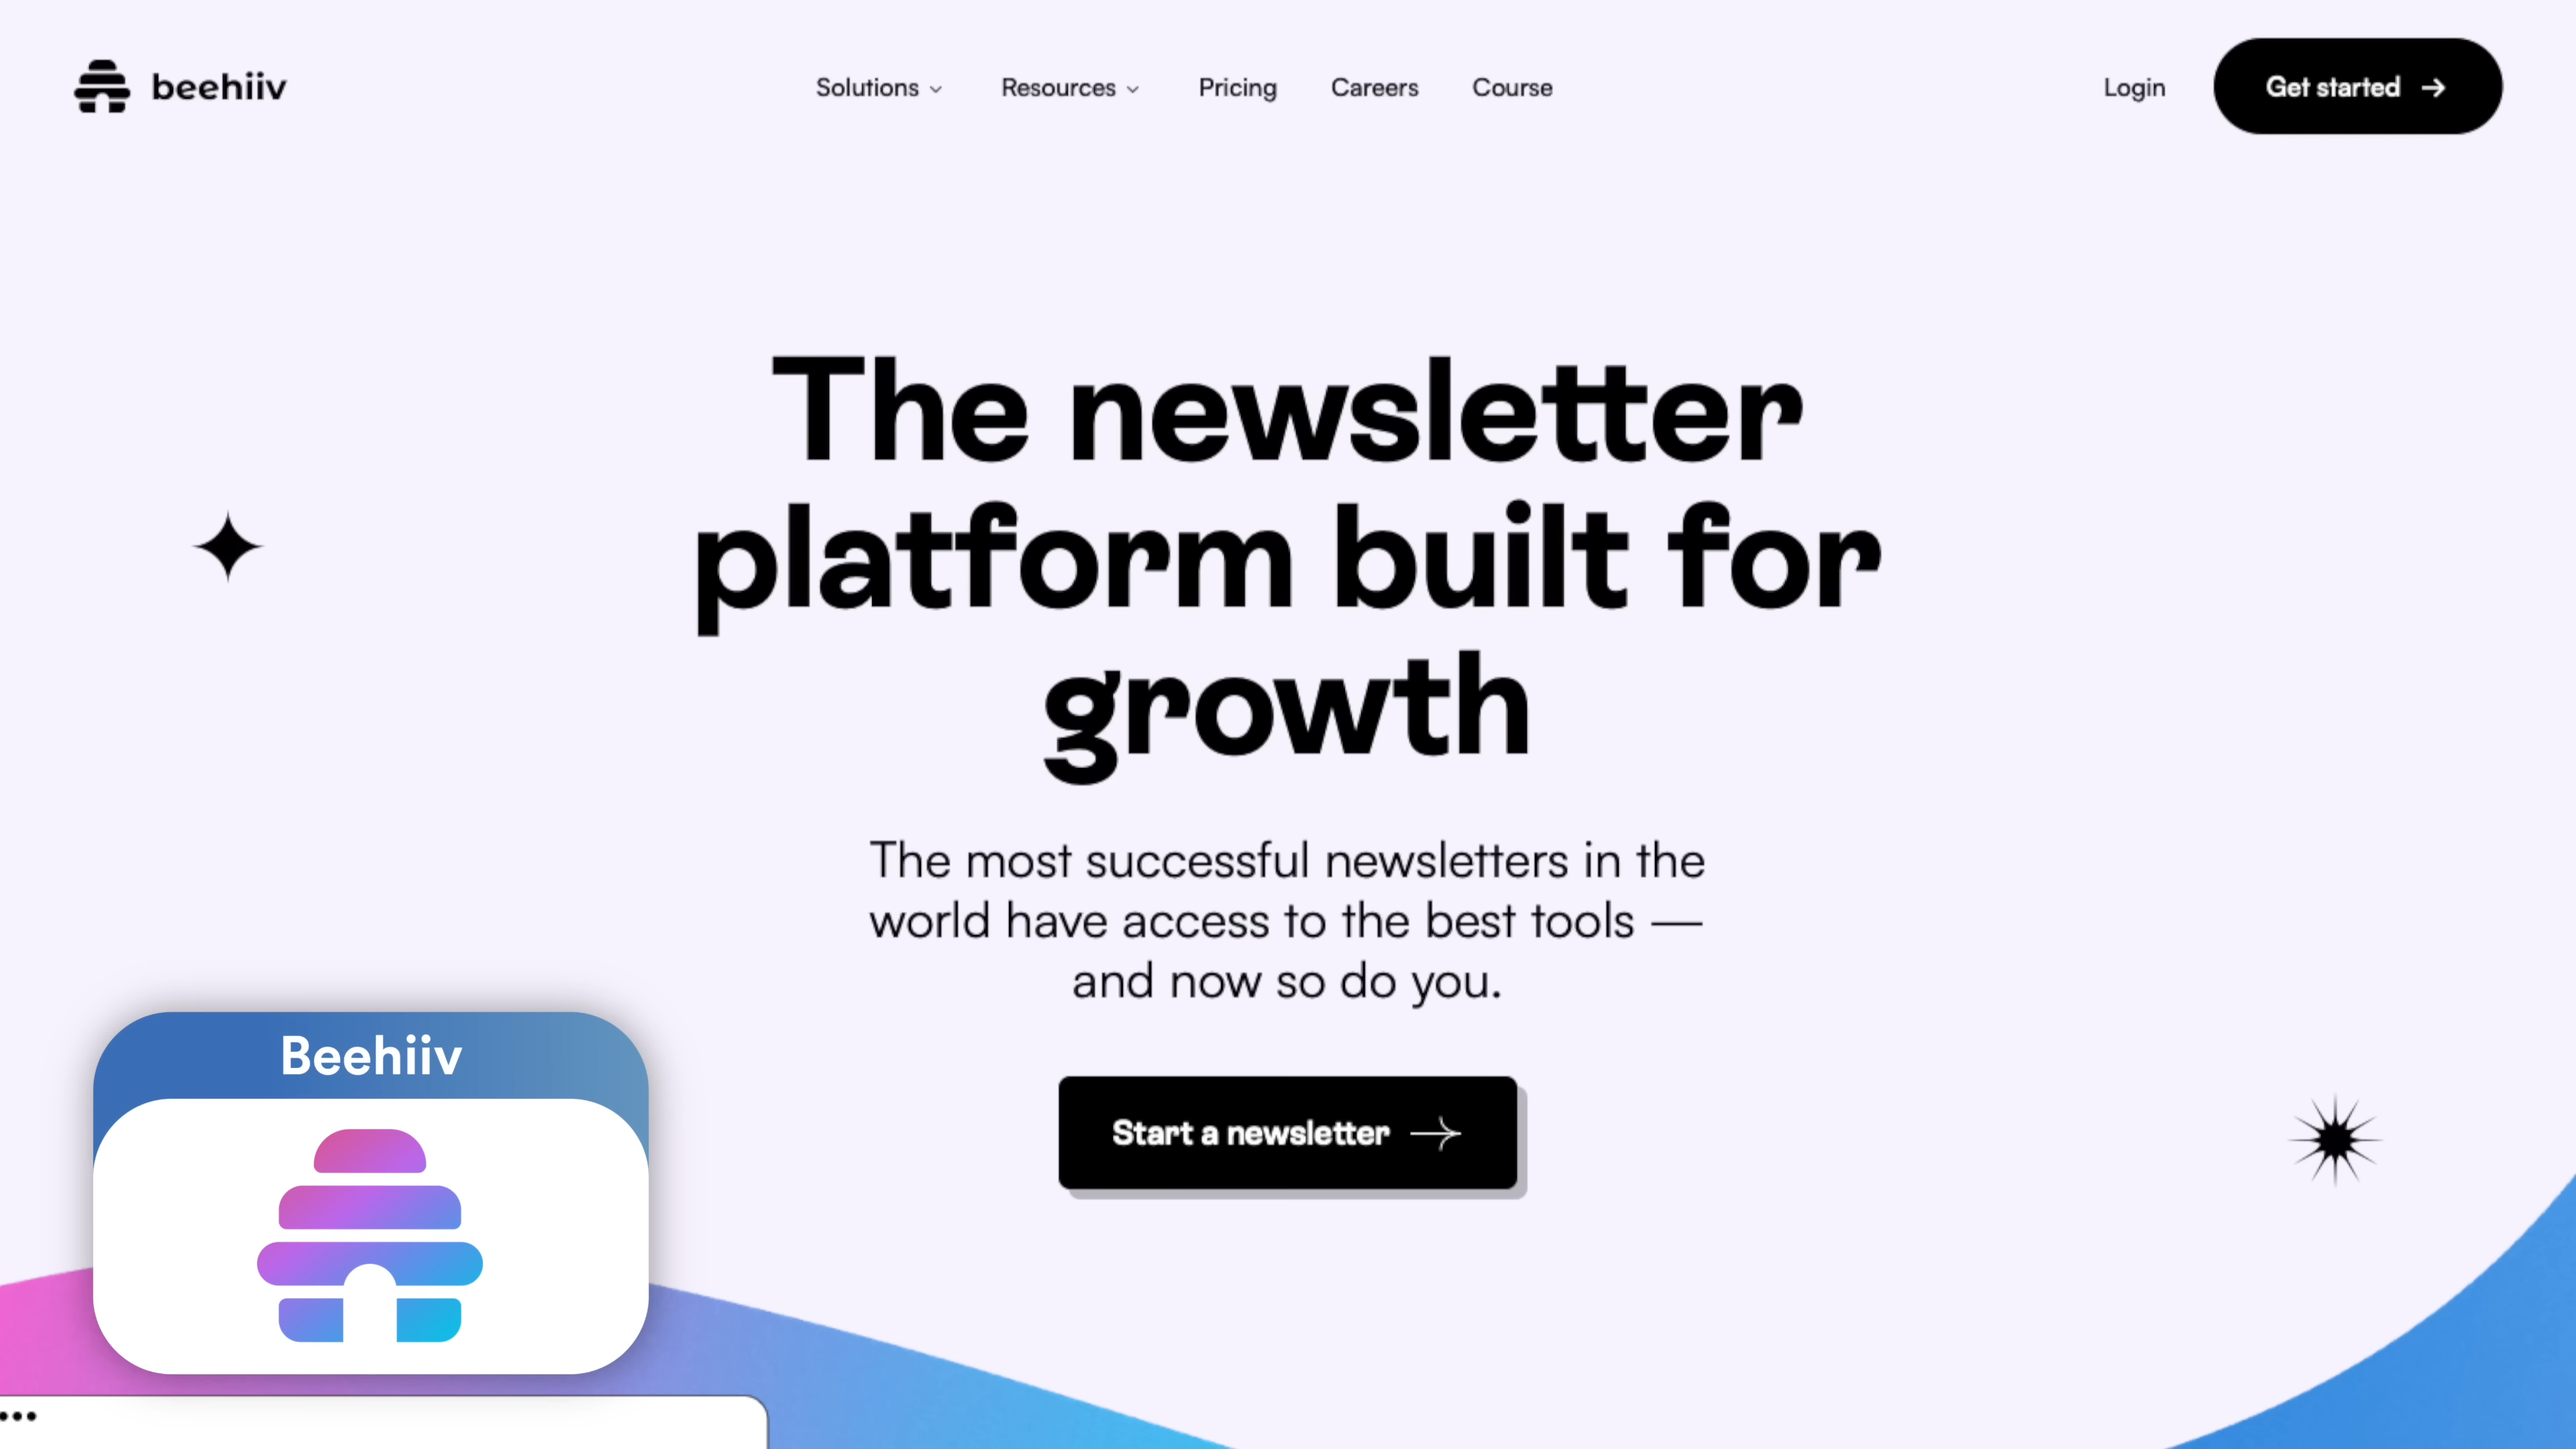 beehiiv
Solutions
Resources
Pricing
Careers
Course
Login
Get started
The newsletter
platform built for
growth
The most successful newsletters in the
world have access to the best tools —
and now so do you.
Start a newsletter
Beehiiv